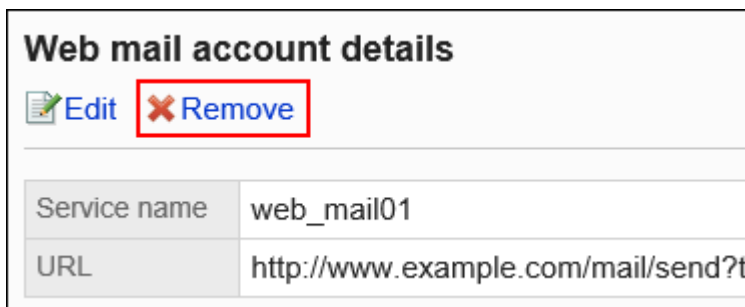 Web mail account details
Edit Remove
Service name web_mail01
URL http://www.example.com/mail/send?t